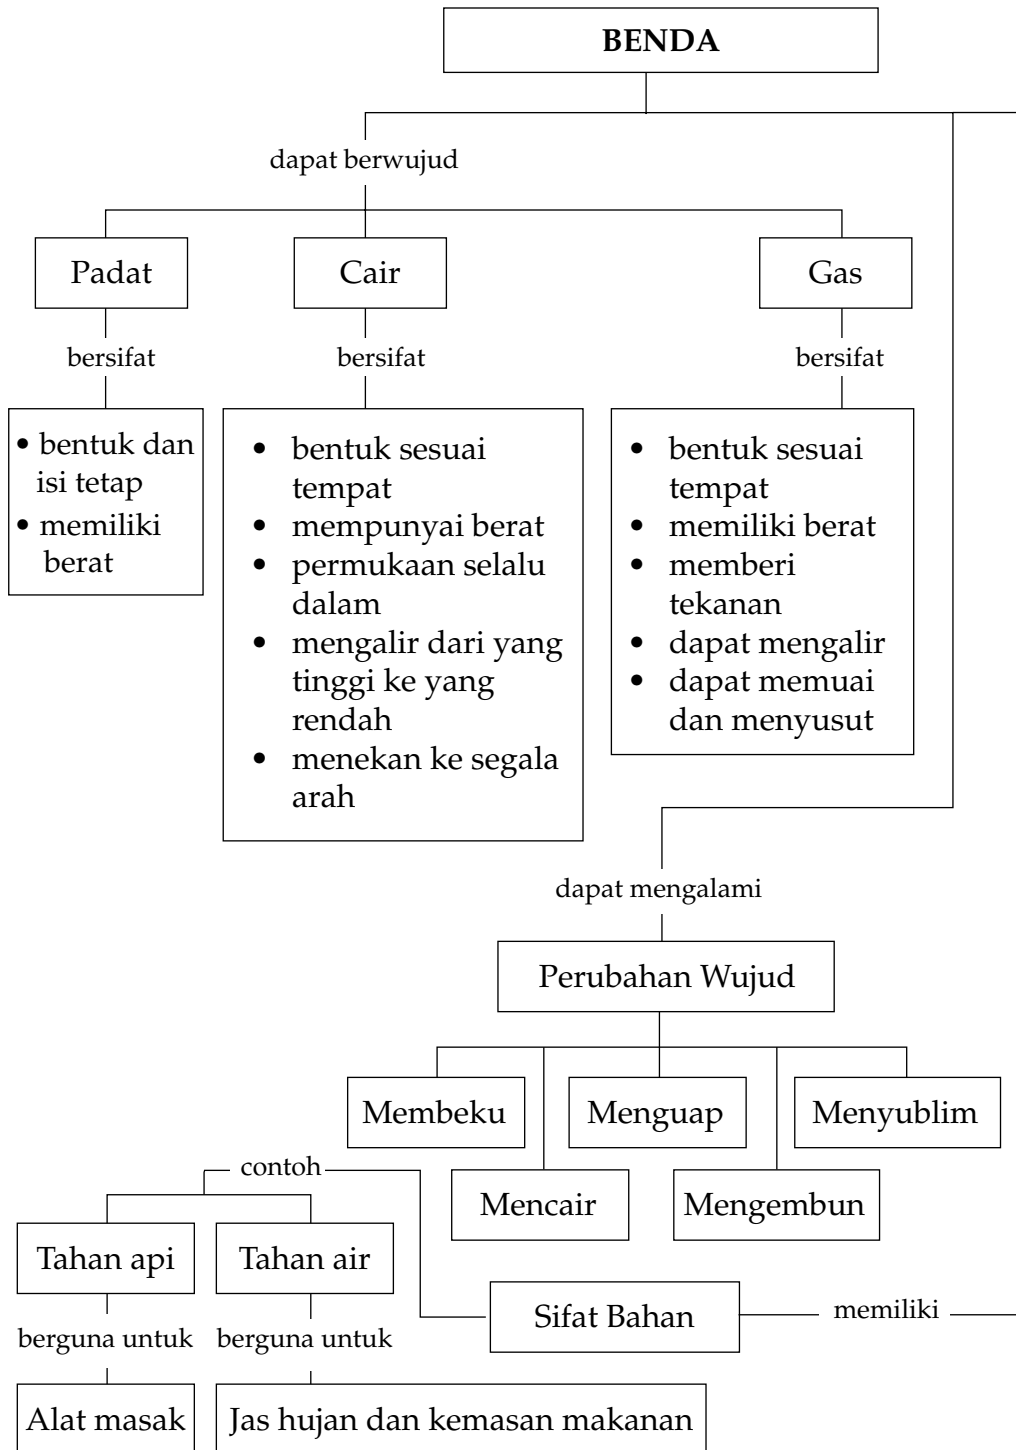 BENDA
dapat berwujud
Padat
Cair
Gas
bersifat
bersifat
bersifat
• bentuk dan
isi tetap
• memiliki
berat
• bentuk sesuai
tempat
• mempunyai berat
• permukaan selalu
dalam
• mengalir dari yang
tinggi ke yang
rendah
• menekan ke segala
arah
• bentuk sesuai
tempat
• memiliki berat
• memberi
tekanan
• dapat mengalir
• dapat memuai
dan menyusut
dapat mengalami
Perubahan Wujud
Membeku
Menguap
Menyublim
Mencair
Mengembun
contoh
Tahan api
Tahan air
Sifat Bahan
memiliki
berguna untuk
berguna untuk
Alat masak
Jas hujan dan kemasan makanan